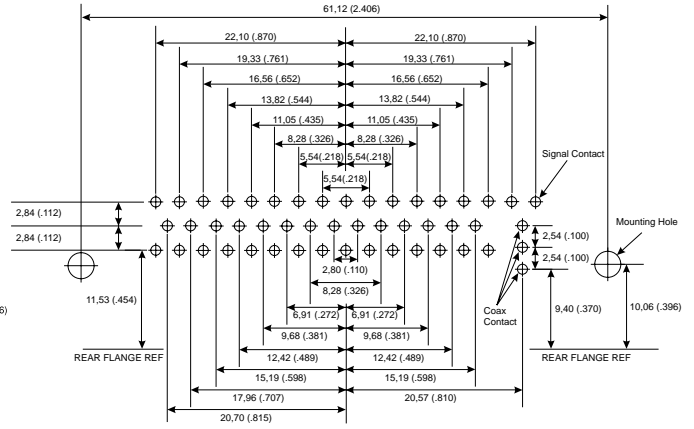 61,12 (2.406)
22,10 (.870) 22,10 (.870)
19,33 (.761) 19,33 (.761)
16,56 (.652) 16,56 (.652)
13,82 (.544) 13,82 (.544)
11,05 (.435) 11,05 (.435)
8,28 (.326) 8,28 (.326)
5,54(.218) 5,54(.218)
5,54(.218)
Signal Contact
2,84 (.112)
2,84 (.112)
2,54 (.100)
2,54 (.100)
Mounting Hole
2,80 (.110)
8,28 (.326)
6,91 (.272) 6,91 (.272)
9,68 (.381) 9,68 (.381)
12,42 (.489) 12,42 (.489)
15,19 (.598) 15,19 (.598)
17,96 (.707) 20,57 (.810)
20,70 (.815)
11,53 (.454)
Coax
Contact
9,40 (.370)
10,06 (.396)
6)
REAR FLANGE REF REAR FLANGE REF